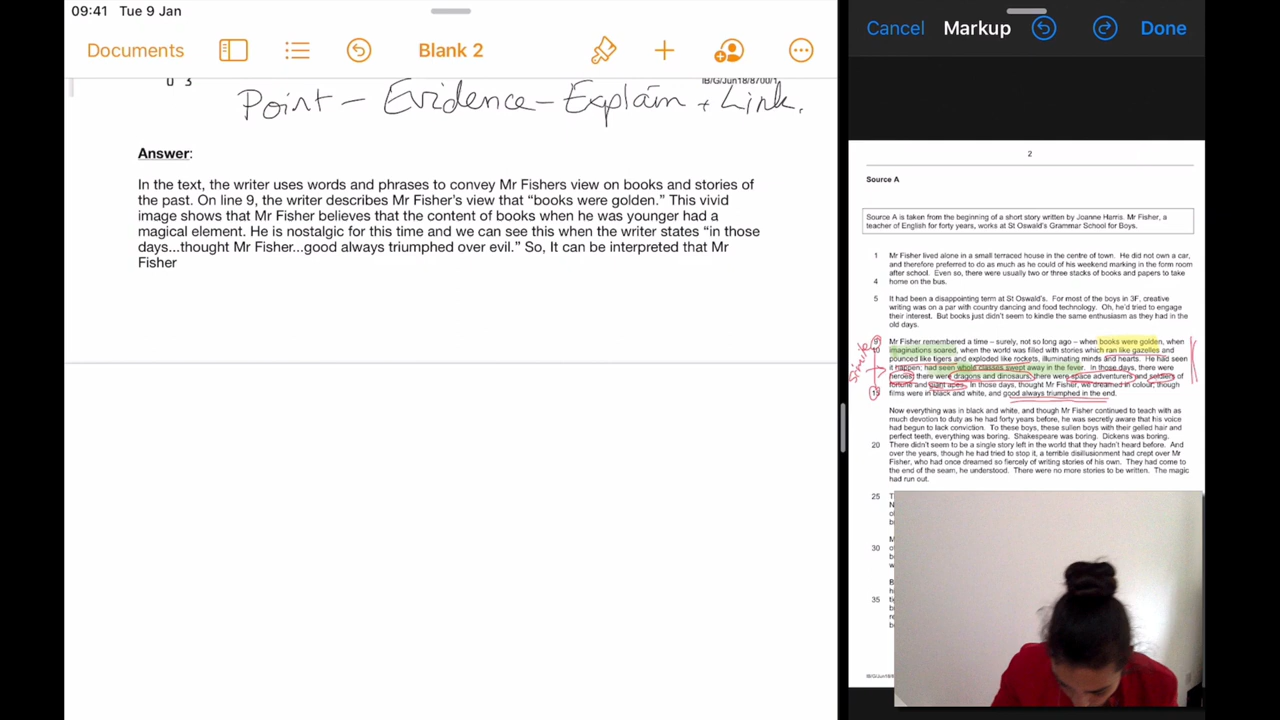 09:41 Tue 9 Jan
Documents
Blank 2
Cancel
Markup
Done
0 3
IB/G/Jun18/8700/1
Point - Evidence - Explain + Link.
Answer:
In the text, the writer uses words and phrases to convey Mr Fishers view on books and stories of
the past. On line 9, the writer describes Mr Fisher's view that “books were golden.” This vivid
image shows that Mr Fisher believes that the content of books when he was younger had a
magical element. He is nostalgic for this time and we can see this when the writer states “in those
days...thought Mr Fisher...good always triumphed over evil.” So, It can be interpreted that Mr
Fisher
2
Source A
Source A is taken from the beginning of a short story written by Joanne Harris. Mr Fisher, a
teacher of English for forty years, works at St Oswald's Grammar School for Boys.
1 Mr Fisher lived alone in a small terraced house in the centre of town. He did not own a car,
and therefore preferred to do as much as he could of his weekend marking in the form room
after school. Even so, there were usually two or three stacks of books and papers to take
4 home on the bus.
5 It had been a disappointing term at St Oswald's. For most of the boys in 3F, creative
writing was on a par with country dancing and food technology. Oh, he'd tried to engage
their interest. But books just didn't seem to kindle the same enthusiasm as they had in the
old days.
9 Mr Fisher remembered a time – surely, not so long ago – when books were golden, when
10 imaginations soared, when the world was filled with stories which ran like gazelles and
pounced like tigers and exploded like rockets, illuminating minds and hearts. He had seen
it happen; had seen whole classes swept away in the fever. In those days, there were
heroes; there were dragons and dinosaurs; there were space adventurers and soldiers of
fortune and giant apes. In those days, thought Mr Fisher, we dreamed in colour, though
15 films were in black and white, and good always triumphed in the end.
Now everything was in black and white, and though Mr Fisher continued to teach with as
much devotion to duty as he had forty years before, he was secretly aware that his voice
had begun to lack conviction. To these boys, these sullen boys with their gelled hair and
perfect teeth, everything was boring. Shakespeare was boring. Dickens was boring.
20 There didn't seem to be a single story left in the world that they hadn't heard before. And
over the years, though he had tried to stop it, a terrible disillusionment had crept over Mr
Fisher, who had once dreamed so fiercely of writing stories of his own. They had come to
the end of the seam, he understood. There were no more stories to be written. The magic
had run out.
25
30
35